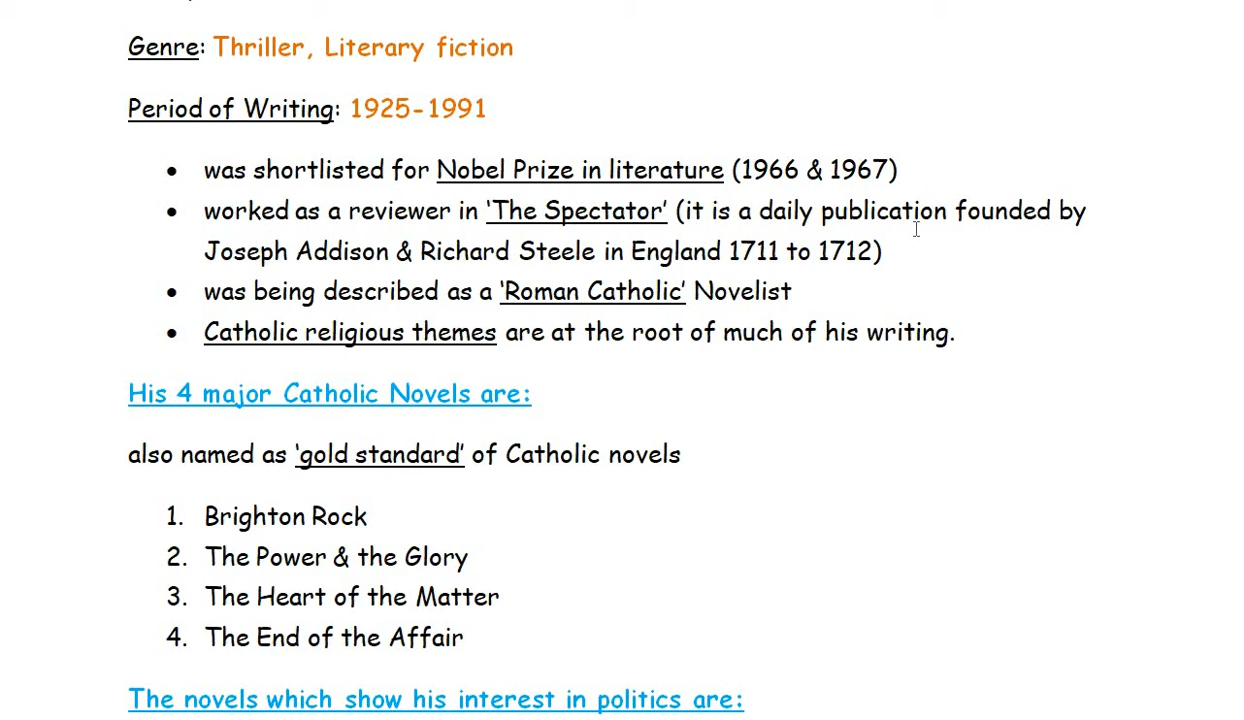 Genre: Thriller, Literary fiction
Period of Writing: 1925-1991
• was shortlisted for Nobel Prize in literature (1966 & 1967)
• worked as a reviewer in ‘The Spectator’ (it is a daily publication founded by
Joseph Addison & Richard Steele in England 1711 to 1712)
• was being described as a ‘Roman Catholic’ Novelist
• Catholic religious themes are at the root of much of his writing.
His 4 major Catholic Novels are:
also named as ‘gold standard’ of Catholic novels
1. Brighton Rock
2. The Power & the Glory
3. The Heart of the Matter
4. The End of the Affair
The novels which show his interest in politics are: